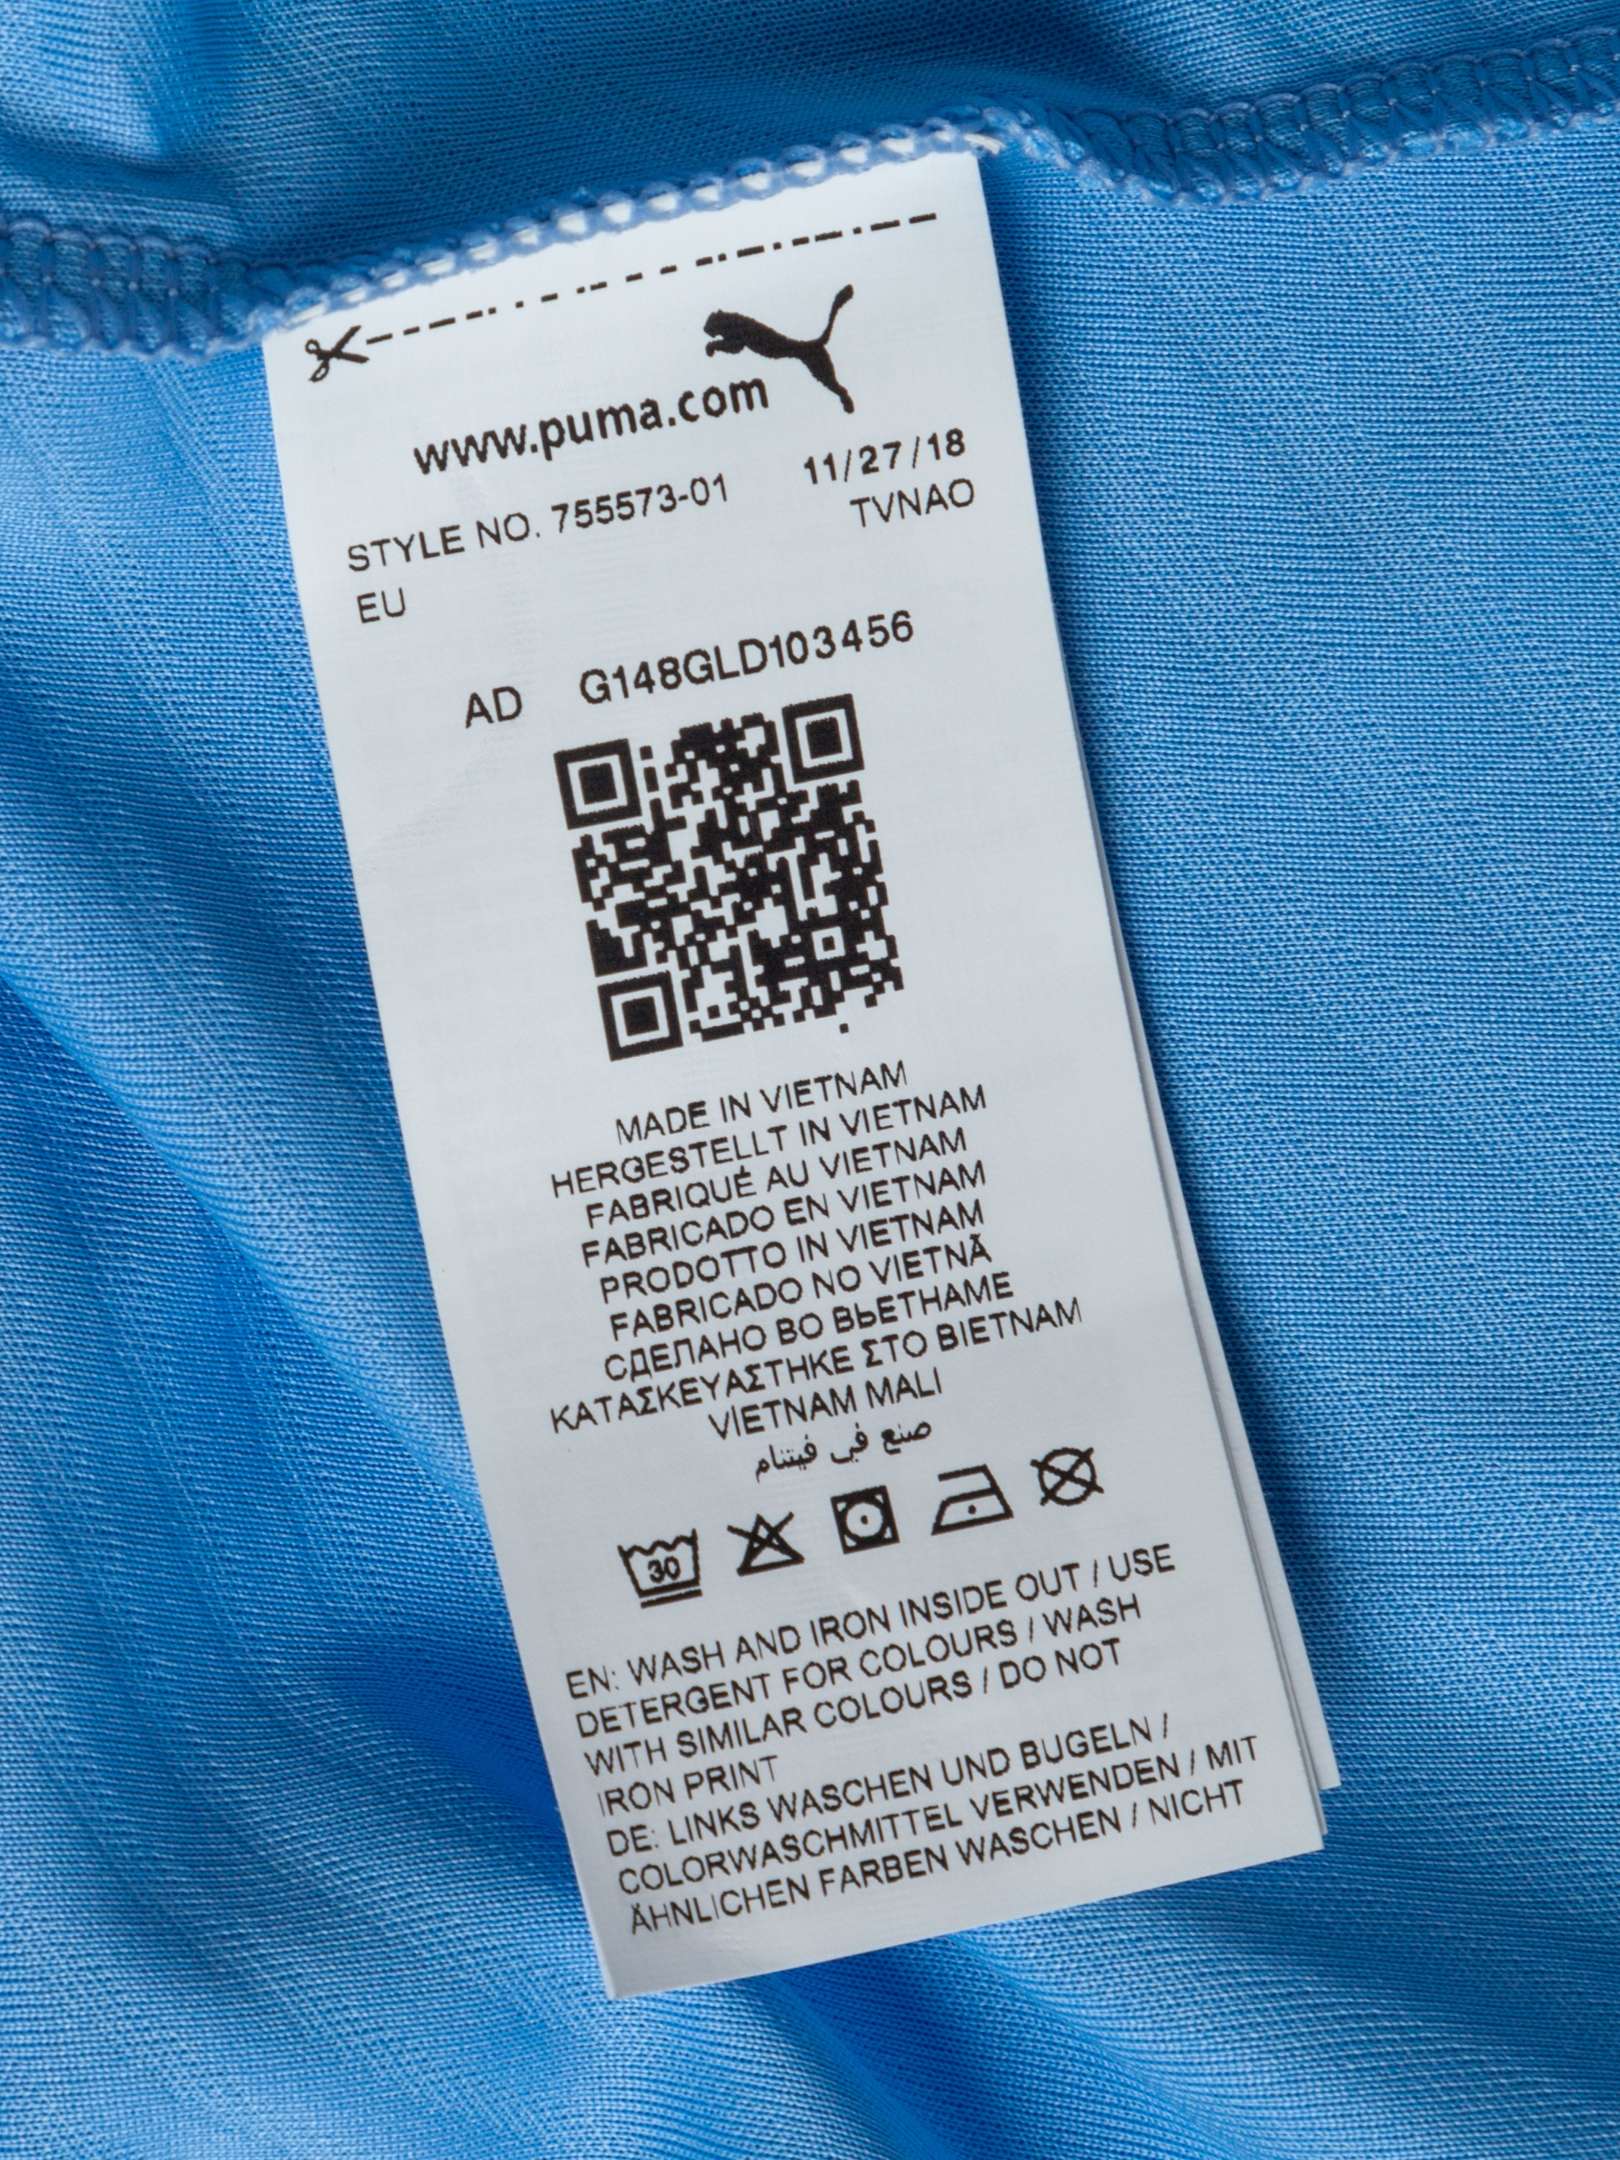 www.puma.com
STYLE NO. 755573-01 11/27/18
EU TVNAO
AD G148GLD103456
MADE IN VIETNAM
HERGESTELLT IN VIETNAM
FABRIQUÉ AU VIETNAM
FABRICADO EN VIETNAM
PRODOTTO IN VIETNAM
FABRICADO NO VIETNÃ
СДЕЛАНО ВО ВЬЕТНАМЕ
ΚΑΤΑΣΚΕΥΑΣΤΗΚΕ ΣΤΟ ΒΙΕΤΝΑΜ
VIETNAM MALI
صنع في فيتنام
30
EN: WASH AND IRON INSIDE OUT / USE
DETERGENT FOR COLOURS / WASH
WITH SIMILAR COLOURS / DO NOT
IRON PRINT
DE: LINKS WASCHEN UND BUGELN /
COLORWASCHMITTEL VERWENDEN / MIT
ÄHNLICHEN FARBEN WASCHEN / NICHT